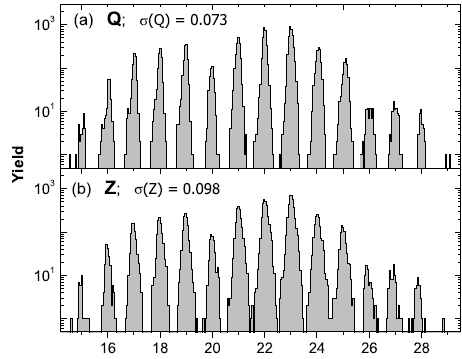 (a) Q; σ(Q) = 0.073
10³
10¹
Yield
(b) Z; σ(Z) = 0.098
10³
10¹
16 18 20 22 24 26 28